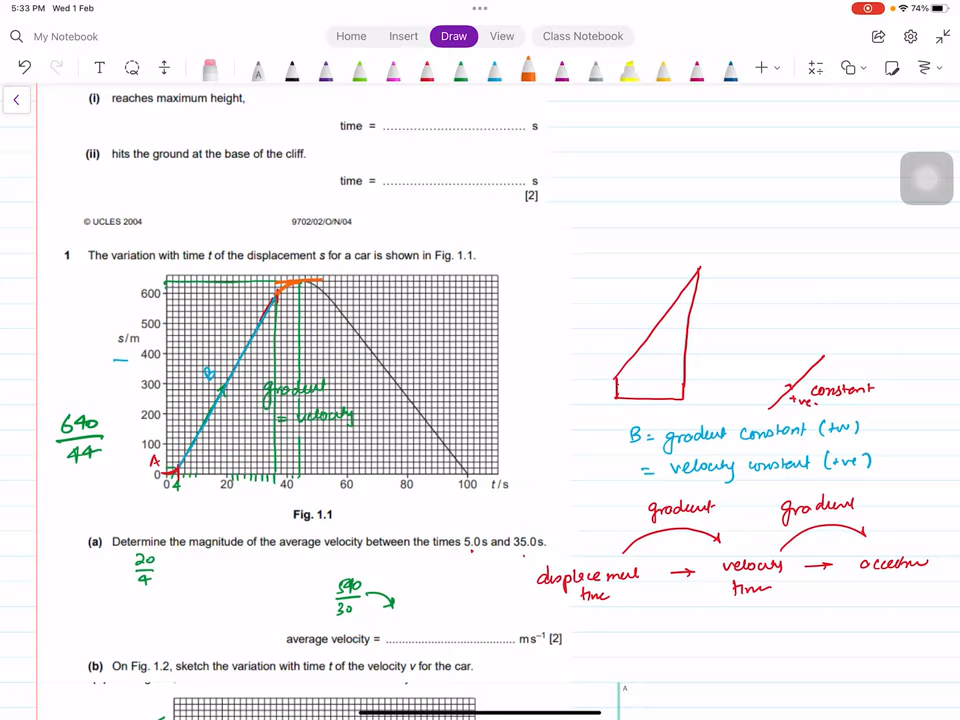 5:33 PM Wed 1 Feb
74%
My Notebook
Home Insert Draw View Class Notebook
(i) reaches maximum height,
time = .................................... s
(ii) hits the ground at the base of the cliff.
time = .................................... s
[2]
© UCLES 2004 9702/02/O/N/04
1 The variation with time t of the displacement s for a car is shown in Fig. 1.1.
600
500
s/m
400
300
200
100
0
0 20 40 60 80 100 t/s
B
gradient
= velocity
A
4
640
44
constant
+ve.
B = gradient constant (+ve)
= velocity constant (+ve)
gradient gradient
displacement → velocity →
time time
Fig. 1.1
(a) Determine the magnitude of the average velocity between the times 5.0 s and 35.0 s.
20
4
540
30
average velocity = .................................... m s⁻¹ [2]
(b) On Fig. 1.2, sketch the variation with time t of the velocity v for the car.
A